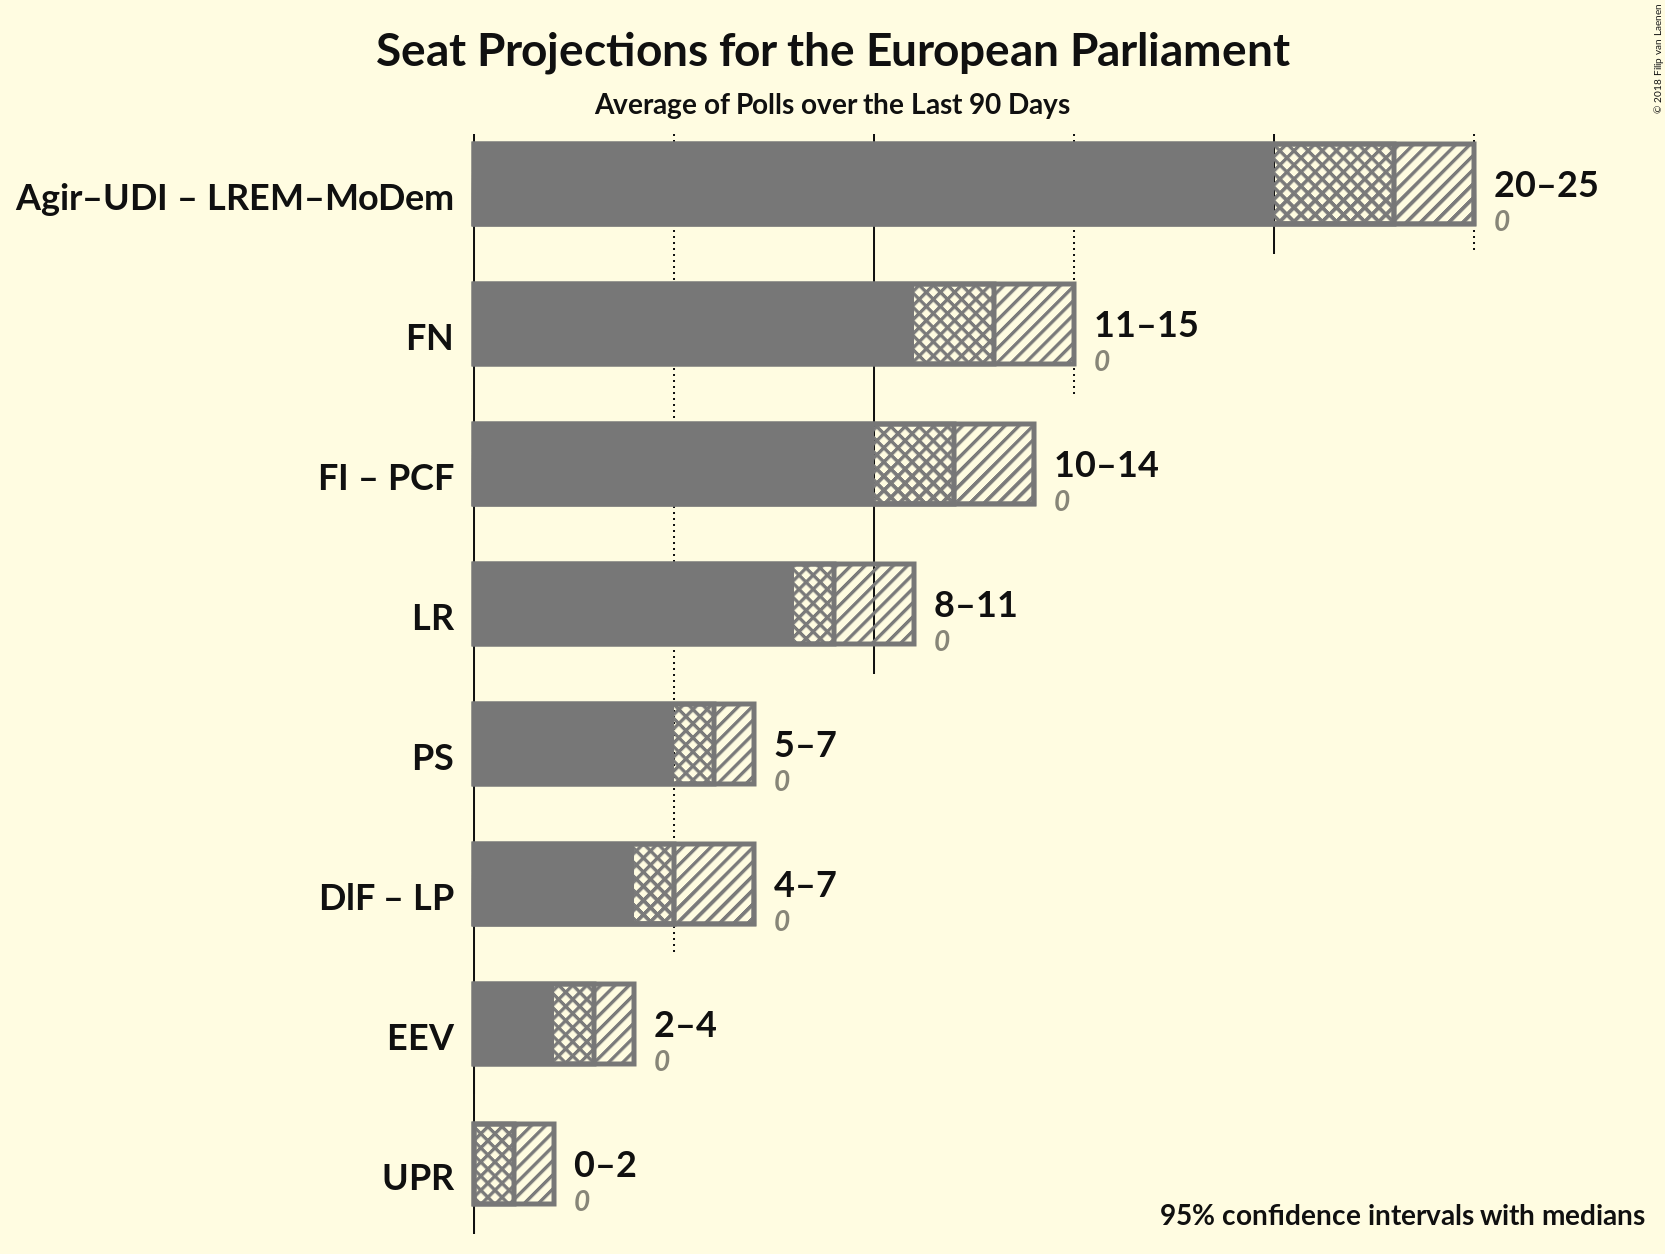 Seat Projections for the European Parliament
Average of Polls over the Last 90 Days
© 2018 Filip van Laenen
Agir–UDI – LREM–MoDem
20–25
0
FN
11–15
0
FI – PCF
10–14
0
LR
8–11
0
PS
5–7
0
DlF – LP
4–7
0
EEV
2–4
0
UPR
0–2
0
95% confidence intervals with medians